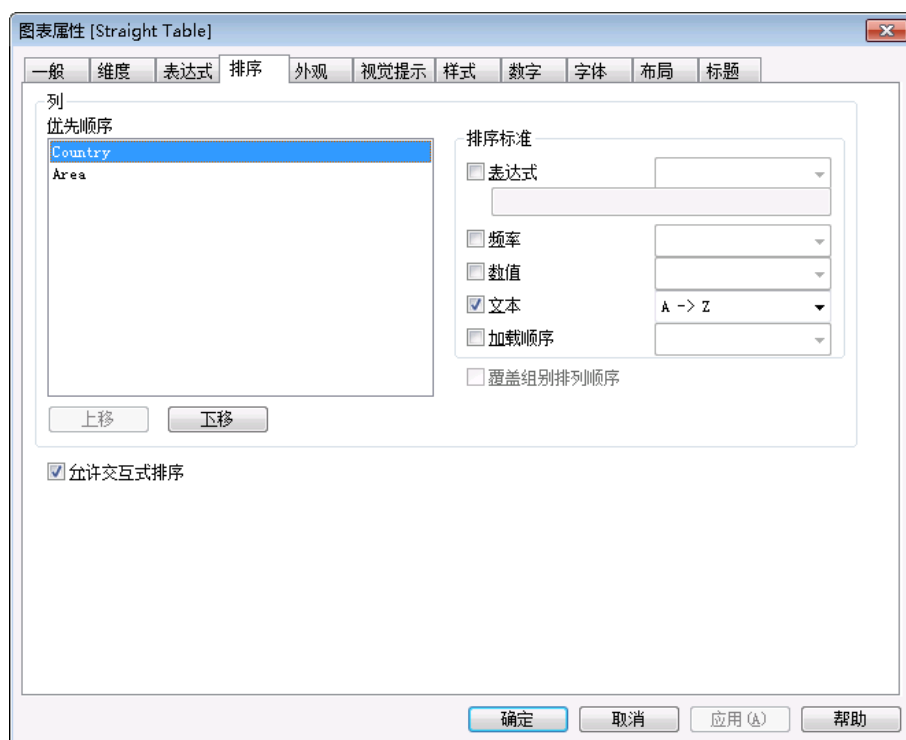 图表属性 [Straight Table]
一般 维度 表达式 排序 外观 视觉提示 样式 数字 字体 布局 标题
列
优先顺序
Country
Area
排序标准
表达式
频率
数值
文本 A -> Z
加载顺序
覆盖组别排列顺序
上移 下移
允许交互式排序
确定 取消 应用(A) 帮助